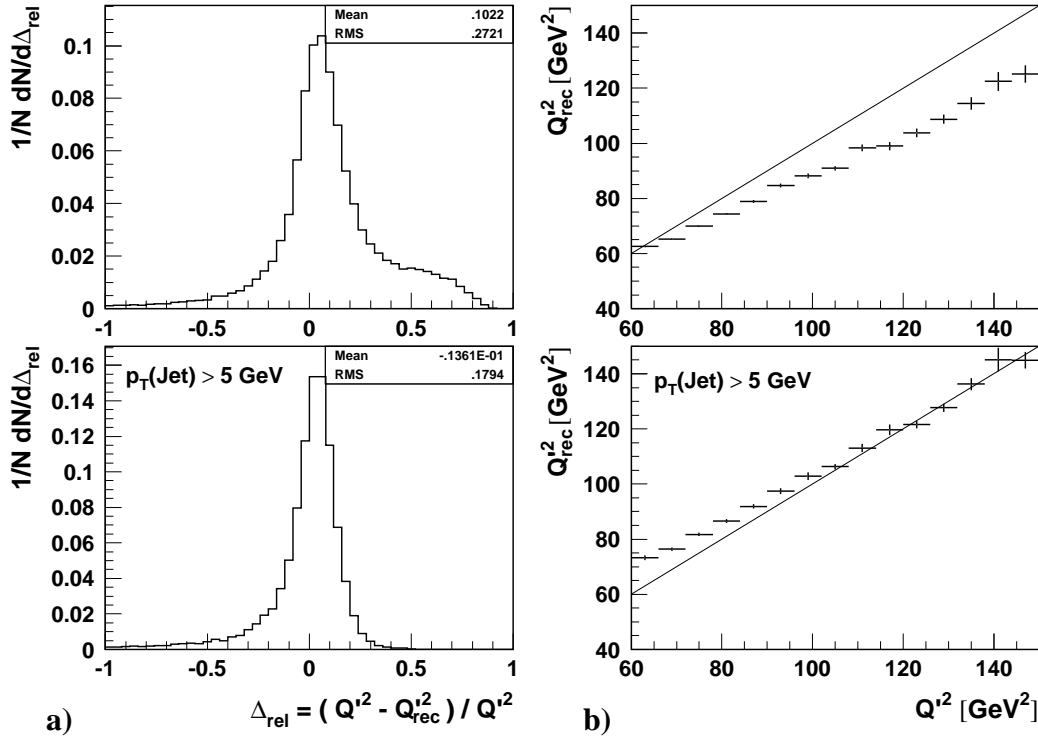 1/N dN/dΔrel
Mean .1022
RMS .2721
0.1
0.08
0.06
0.04
0.02
0
-1 -0.5 0 0.5 1
Q'²rec [GeV²]
140
120
100
80
60
40
60 80 100 120 140
1/N dN/dΔrel
pT(Jet) > 5 GeV
Mean -.1361E-01
RMS .1794
0.16
0.14
0.12
0.1
0.08
0.06
0.04
0.02
0
-1 -0.5 0 0.5 1
a) Δrel = ( Q'² - Q'²rec ) / Q'²
Q'²rec [GeV²]
pT(Jet) > 5 GeV
140
120
100
80
60
40
60 80 100 120 140
b) Q'² [GeV²]